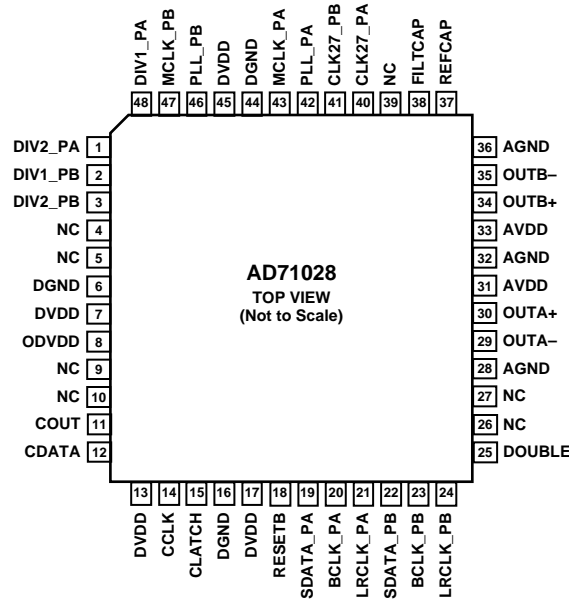 DIV1_PA
MCLK_PB
PLL_PB
DVDD
DGND
MCLK_PA
PLL_PA
CLK27_PB
CLK27_PA
NC
FILTCAP
REFCAP
48 47 46 45 44 43 42 41 40 39 38 37
DIV2_PA 1
DIV1_PB 2
DIV2_PB 3
NC 4
NC 5
DGND 6
DVDD 7
ODVDD 8
NC 9
NC 10
COUT 11
CDATA 12
AD71028
TOP VIEW
(Not to Scale)
36 AGND
35 OUTB–
34 OUTB+
33 AVDD
32 AGND
31 AVDD
30 OUTA+
29 OUTA–
28 AGND
27 NC
26 NC
25 DOUBLE
13 14 15 16 17 18 19 20 21 22 23 24
DVDD
CCLK
CLATCH
DGND
DVDD
RESETB
SDATA_PA
BCLK_PA
LRCLK_PA
SDATA_PB
BCLK_PB
LRCLK_PB